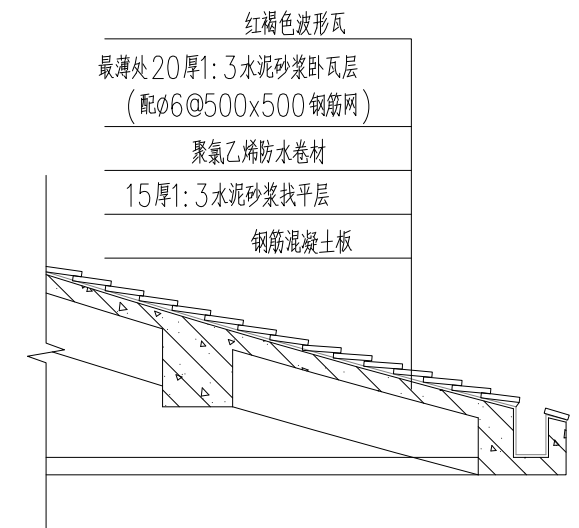 红褐色波形瓦
最薄处20厚1:3水泥砂浆卧瓦层
(配Ø6@500x500钢筋网)
聚氯乙烯防水卷材
15厚1:3水泥砂浆找平层
钢筋混凝土板